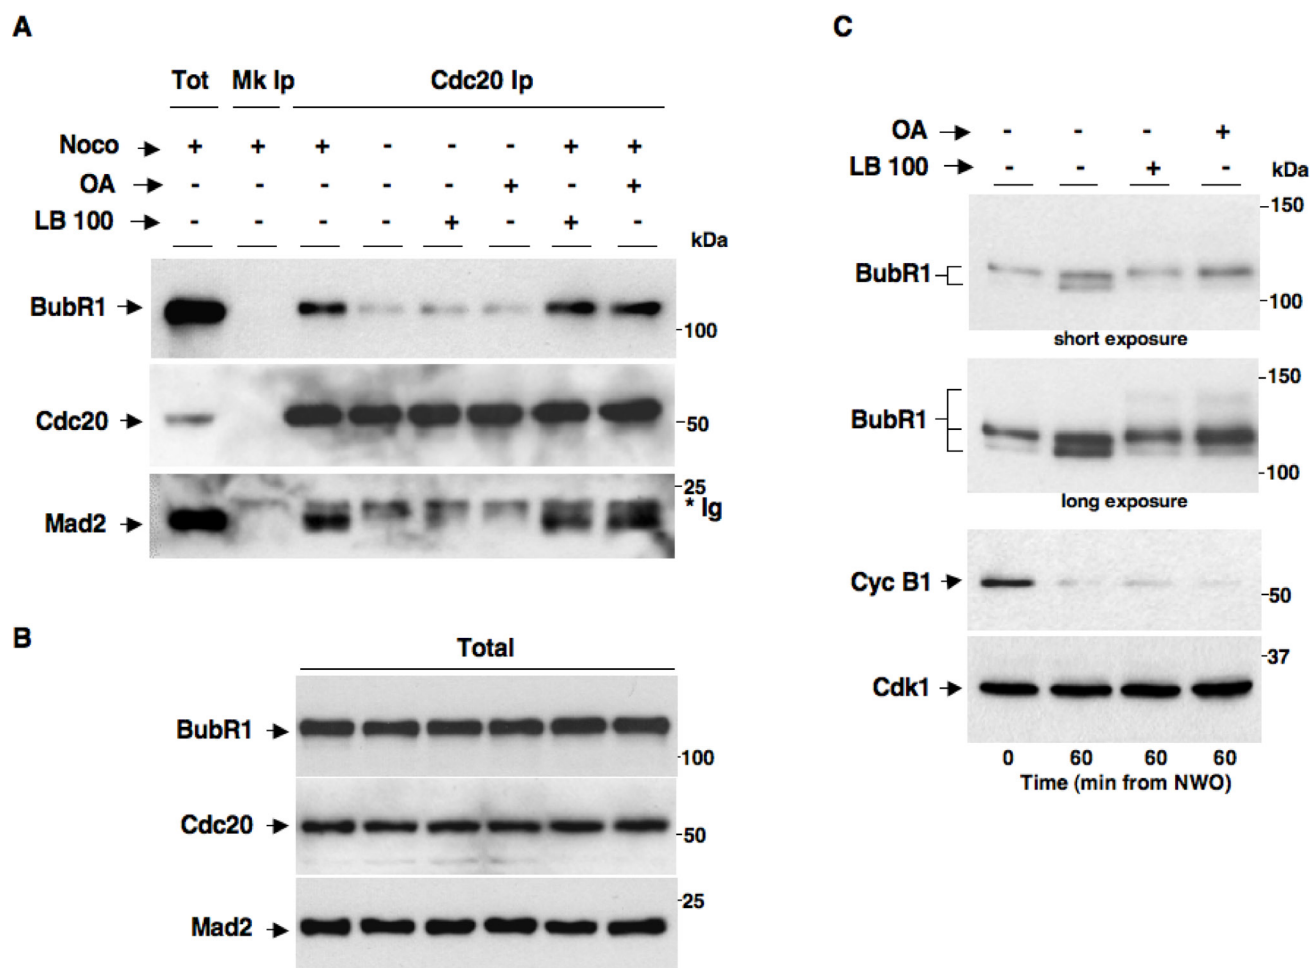 A
Tot Mk Ip Cdc20 Ip
Noco + + + - - - + +
OA - - - - - + - +
LB 100 - - - - + - + -
kDa
BubR1
-100
Cdc20
-50
Mad2
25
* Ig
B
Total
BubR1
-100
Cdc20
-50
Mad2
-25
C
OA - - - +
LB 100 - - + -
kDa
-150
BubR1
-100
short exposure
-150
BubR1
-100
long exposure
Cyc B1
-50
-37
Cdk1
0 60 60 60
Time (min from NWO)